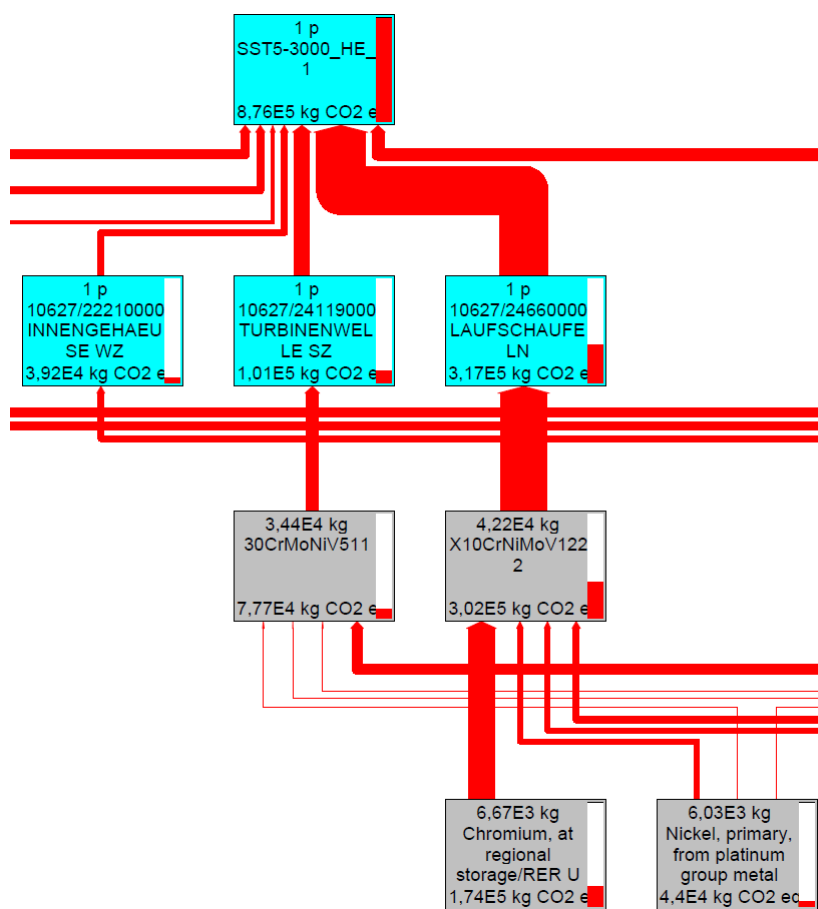 1 p
SST5-3000_HE_
1
8,76E5 kg CO2 e
1 p
10627/22210000
INNENGEHAEU
SE WZ
3,92E4 kg CO2 e
1 p
10627/24119000
TURBINENWEL
LE SZ
1,01E5 kg CO2 e
1 p
10627/24660000
LAUFSCHAUFE
LN
3,17E5 kg CO2 e
3,44E4 kg
30CrMoNiV511
7,77E4 kg CO2 e
4,22E4 kg
X10CrNiMoV122
2
3,02E5 kg CO2 e
6,67E3 kg
Chromium, at
regional
storage/RER U
1,74E5 kg CO2 e
6,03E3 kg
Nickel, primary,
from platinum
group metal
4,4E4 kg CO2 eq